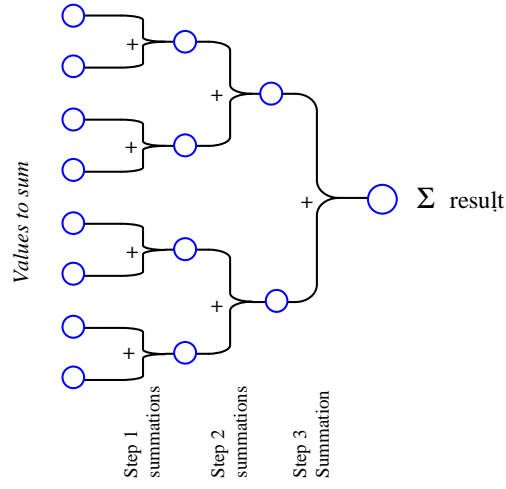 Values to sum
+
+
+
+
+
+
+
Σ result
Step 1
summations
Step 2
summations
Step 3
Summation